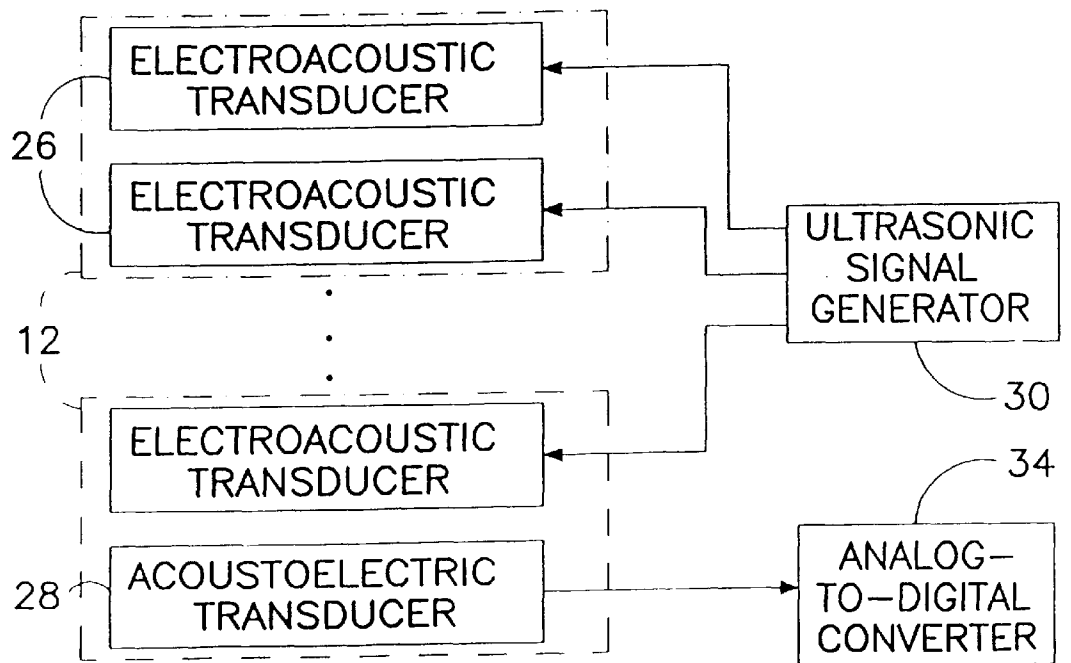 ELECTROACOUSTIC
TRANSDUCER
26
ELECTROACOUSTIC
TRANSDUCER
ULTRASONIC
SIGNAL
GENERATOR
12
30
ELECTROACOUSTIC
TRANSDUCER
34
28
ACOUSTOELECTRIC
TRANSDUCER
ANALOG—
TO—DIGITAL
CONVERTER